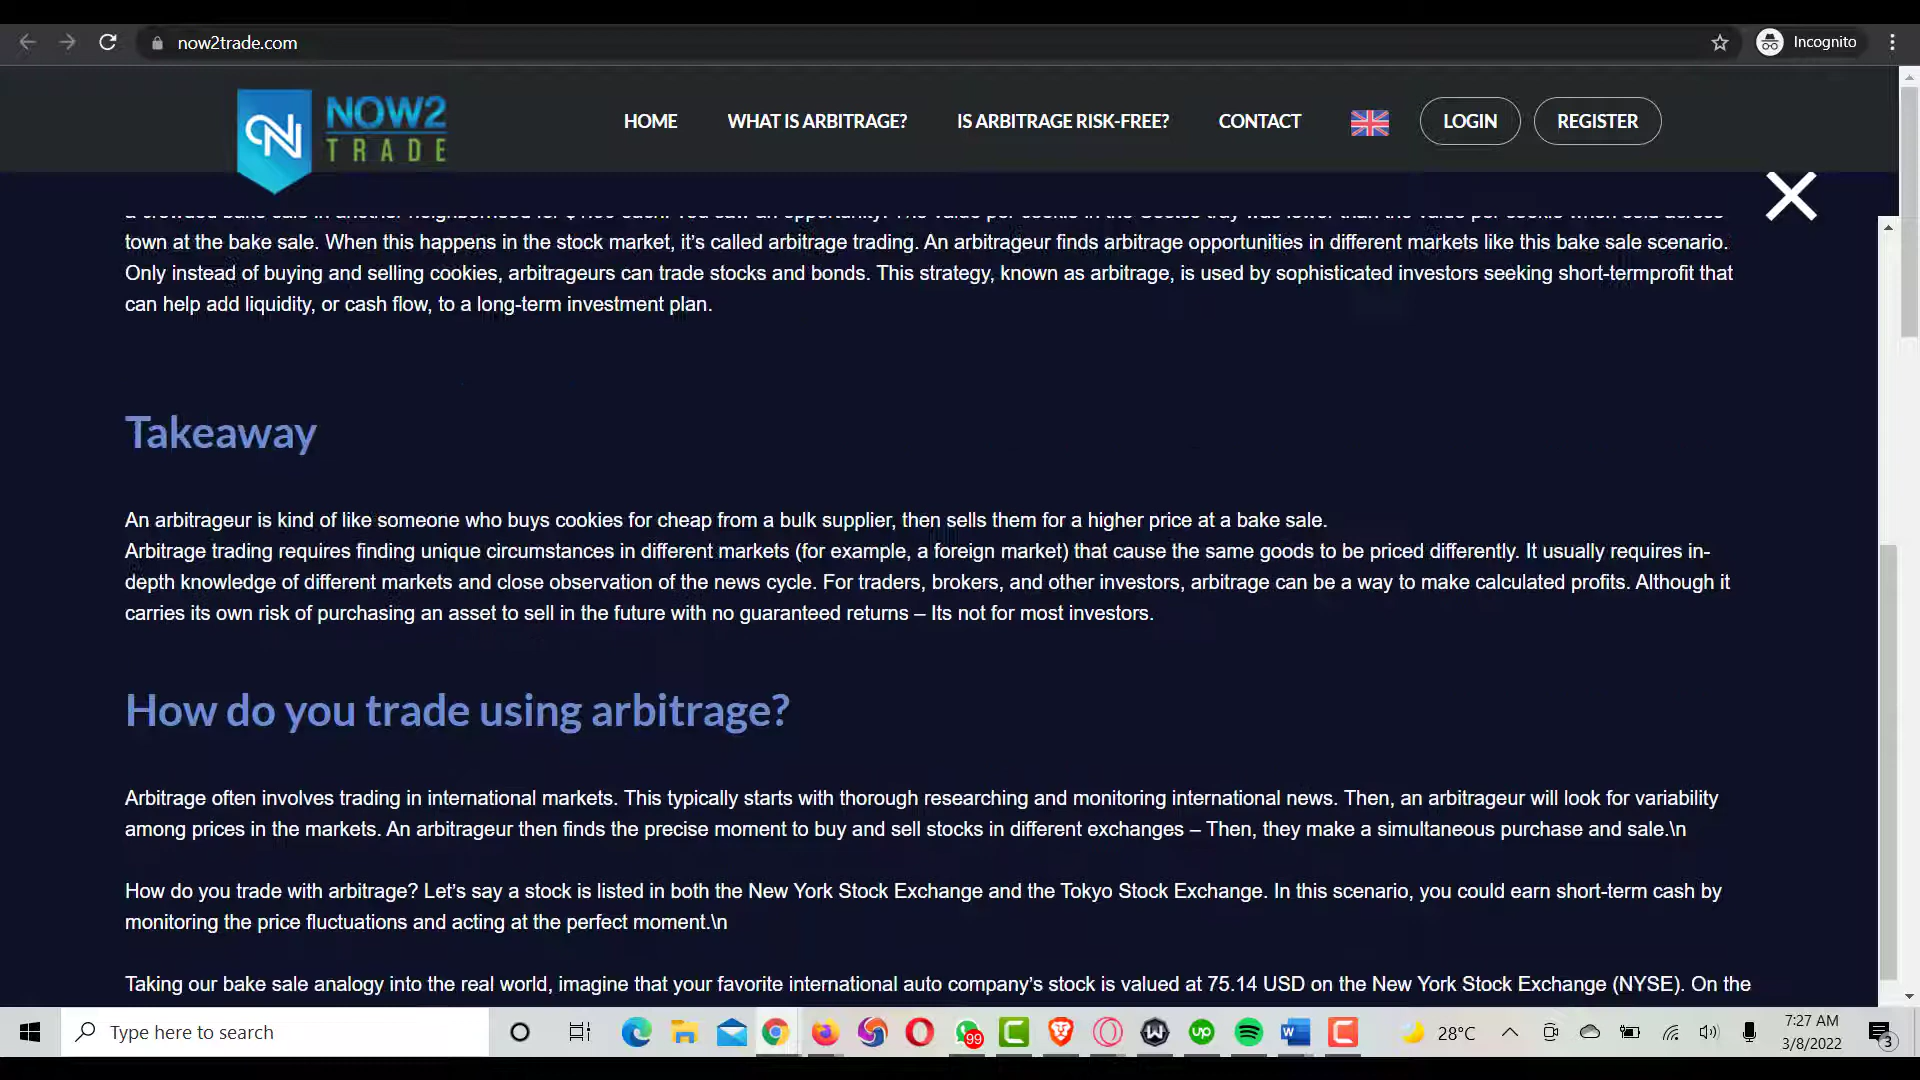 now2trade.com
Incognito
NOW2
TRADE
HOME
WHAT IS ARBITRAGE?
IS ARBITRAGE RISK-FREE?
CONTACT
LOGIN
REGISTER
town at the bake sale. When this happens in the stock market, it’s called arbitrage trading. An arbitrageur finds arbitrage opportunities in different markets like this bake sale scenario.
Only instead of buying and selling cookies, arbitrageurs can trade stocks and bonds. This strategy, known as arbitrage, is used by sophisticated investors seeking short-termprofit that
can help add liquidity, or cash flow, to a long-term investment plan.
Takeaway
An arbitrageur is kind of like someone who buys cookies for cheap from a bulk supplier, then sells them for a higher price at a bake sale.
Arbitrage trading requires finding unique circumstances in different markets (for example, a foreign market) that cause the same goods to be priced differently. It usually requires in-
depth knowledge of different markets and close observation of the news cycle. For traders, brokers, and other investors, arbitrage can be a way to make calculated profits. Although it
carries its own risk of purchasing an asset to sell in the future with no guaranteed returns – Its not for most investors.
How do you trade using arbitrage?
Arbitrage often involves trading in international markets. This typically starts with thorough researching and monitoring international news. Then, an arbitrageur will look for variability
among prices in the markets. An arbitrageur then finds the precise moment to buy and sell stocks in different exchanges – Then, they make a simultaneous purchase and sale.\n
How do you trade with arbitrage? Let’s say a stock is listed in both the New York Stock Exchange and the Tokyo Stock Exchange. In this scenario, you could earn short-term cash by
monitoring the price fluctuations and acting at the perfect moment.\n
Taking our bake sale analogy into the real world, imagine that your favorite international auto company’s stock is valued at 75.14 USD on the New York Stock Exchange (NYSE). On the
Type here to search
99
up
28°C
7:27 AM
3/8/2022
3